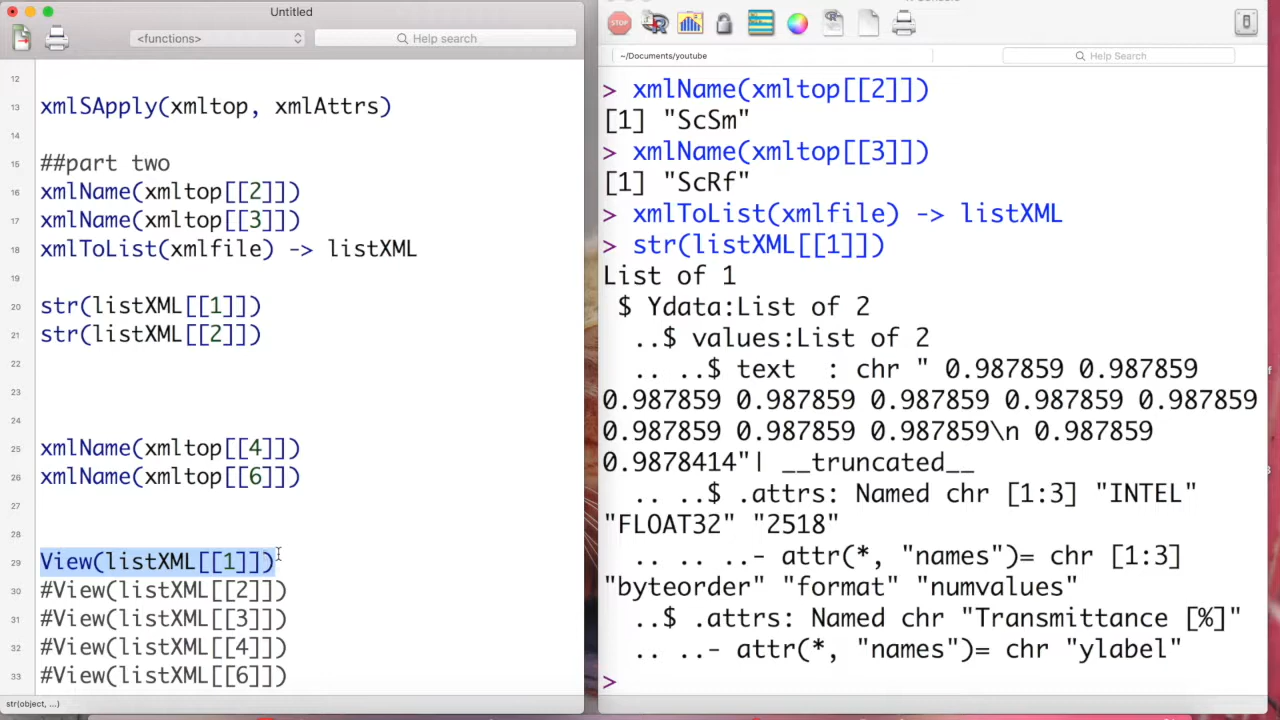 Untitled
<functions>
Help search
12
13 xmlSApply(xmltop, xmlAttrs)
14
15 ##part two
16 xmlName(xmltop[[2]])
17 xmlName(xmltop[[3]])
18 xmlToList(xmlfile) -> listXML
19
20 str(listXML[[1]])
21 str(listXML[[2]])
22
23
24
25 xmlName(xmltop[[4]])
26 xmlName(xmltop[[6]])
27
28
29 View(listXML[[1]])
30 #View(listXML[[2]])
31 #View(listXML[[3]])
32 #View(listXML[[4]])
33 #View(listXML[[6]])
str(object, ...)
STOP
~/Documents/youtube
Help Search
> xmlName(xmltop[[2]])
[1] "ScSm"
> xmlName(xmltop[[3]])
[1] "ScRf"
> xmlToList(xmlfile) -> listXML
> str(listXML[[1]])
List of 1
 $ Ydata:List of 2
  ..$ values:List of 2
  .. ..$ text  : chr " 0.987859 0.987859
0.987859 0.987859 0.987859 0.987859 0.987859
0.987859 0.987859 0.987859\n 0.987859
0.9878414"| __truncated__
  .. ..$ .attrs: Named chr [1:3] "INTEL"
"FLOAT32" "2518"
  .. .. ..- attr(*, "names")= chr [1:3]
"byteorder" "format" "numvalues"
  ..$ .attrs: Named chr "Transmittance [%]"
  .. ..- attr(*, "names")= chr "ylabel"
>